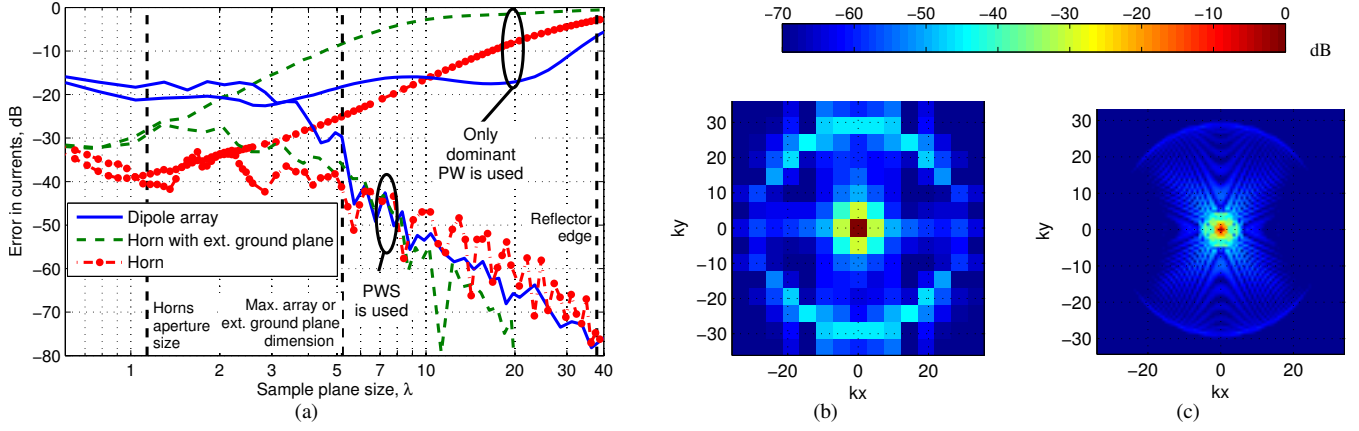 0
−10
−20
−30
−40
−50
−60
−70
−80
Error in currents, dB
1
2
3
4
5
6
7
8
10
20
30
40
Sample plane size, λ
(a)
Only
dominant
PW is used
Dipole array
Horn with ext. ground plane
Horn
Reflector
edge
PWS
is used
Horns
aperture
size
Max. array or
ext. ground plane
dimension
−70
−60
−50
−40
−30
−20
−10
0
dB
30
20
10
0
−10
−20
−30
ky
−20
0
20
kx
(b)
30
20
10
0
−10
−20
−30
ky
−20
0
20
kx
(c)